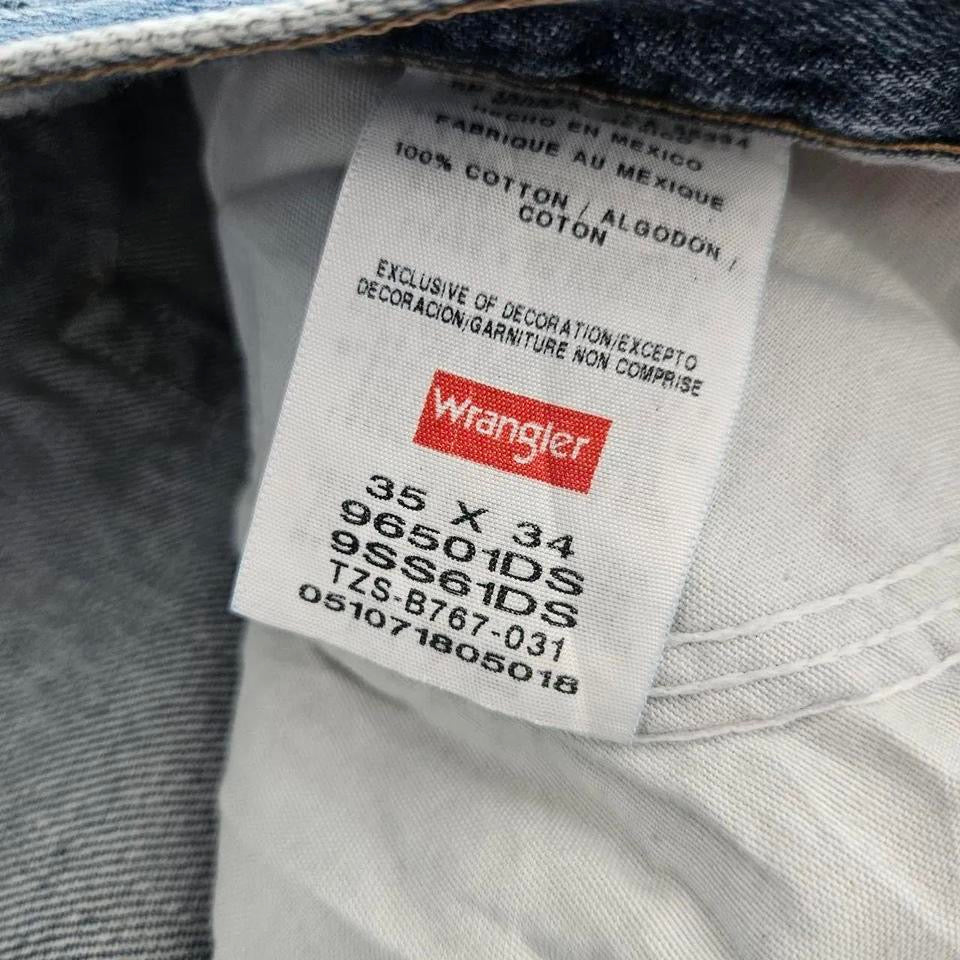 HECHO EN MEXICO
FABRIQUE AU MEXIQUE
100% COTTON / ALGODON /
COTON
EXCLUSIVE OF DECORATION/EXCEPTO
DECORACION/GARNITURE NON COMPRISE
Wrangler
35 X 34
96501DS
9SS61DS
TZS-B767-031
051071805018